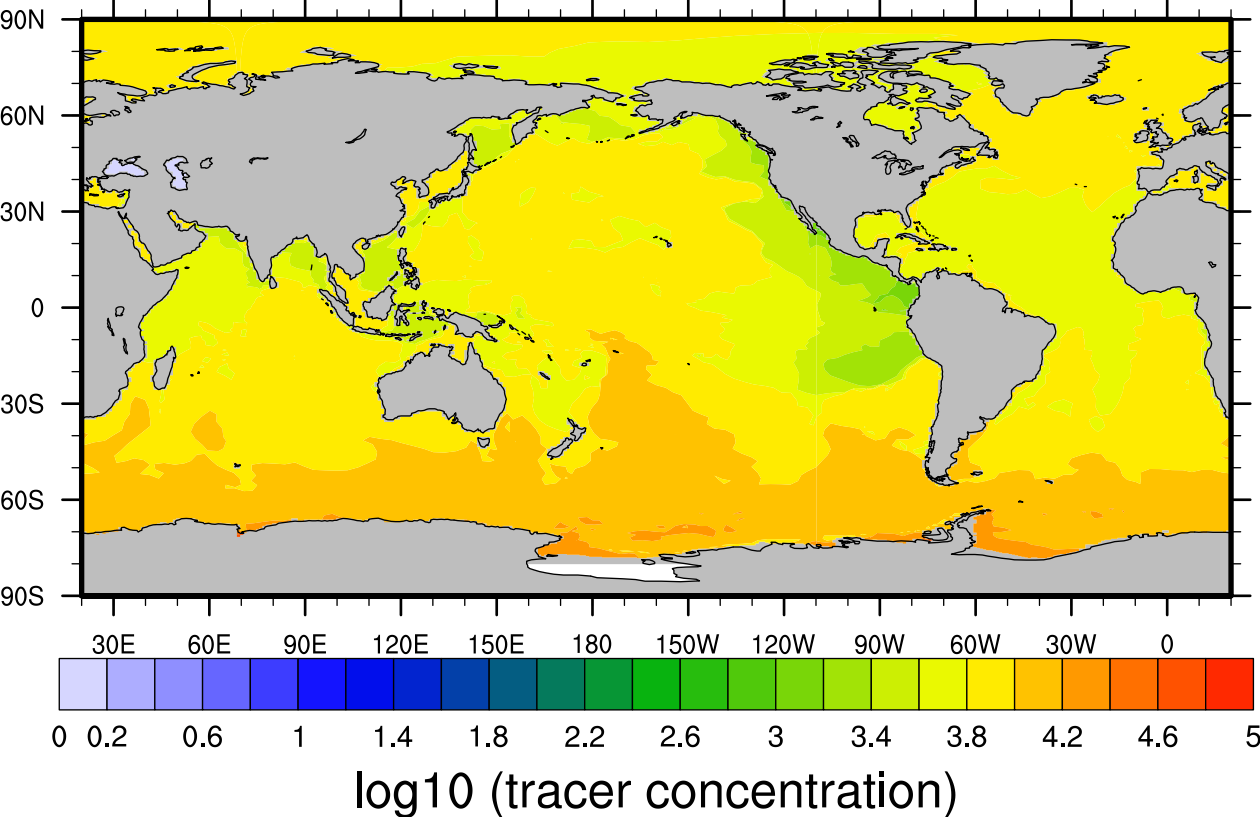 90N
60N
30N
0
30S
60S
90S
30E 60E 90E 120E 150E 180 150W 120W 90W 60W 30W 0
0 0.2 0.6 1 1.4 1.8 2.2 2.6 3 3.4 3.8 4.2 4.6 5
log10 (tracer concentration)